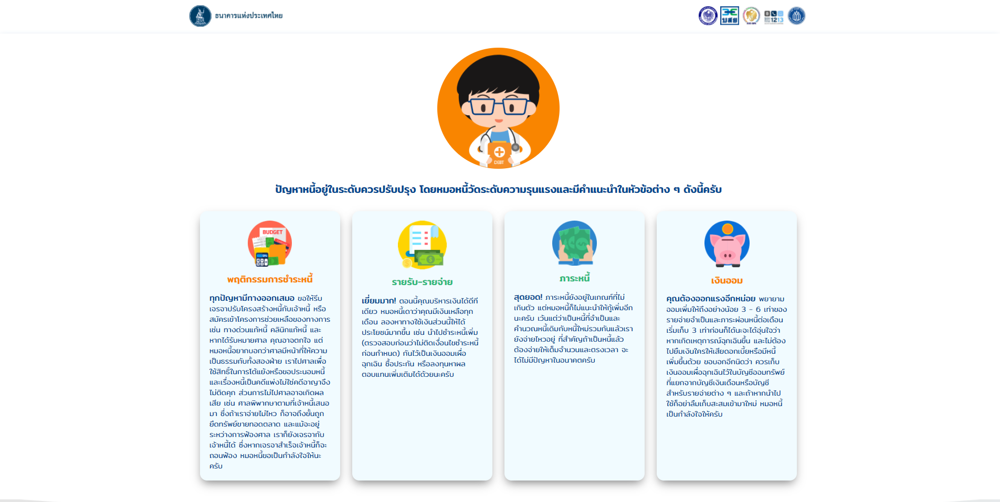 ธนาคารแห่งประเทศไทย
บสย
1213
DEBT
ปัญหาหนี้อยู่ในระดับควรปรับปรุง โดยหมอหนี้วัดระดับความรุนแรงและมีคำแนะนำในหัวข้อต่าง ๆ ดังนี้ครับ
BUDGET
พฤติกรรมการชำระหนี้
ทุกปัญหามีทางออกเสมอ ขอให้รีบ
เจรจาปรับโครงสร้างหนี้กับเจ้าหนี้ หรือ
สมัครเข้าโครงการช่วยเหลือของทางการ
เช่น ทางด่วนแก้หนี้ คลินิกแก้หนี้ และ
หากได้รับหมายศาล คุณอาจตกใจ แต่
หมอหนี้อยากบอกว่าศาลมีหน้าที่ให้ความ
เป็นธรรมกับทั้งสองฝ่าย เราไปศาลเพื่อ
ใช้สิทธิ์ในการโต้แย้งหรือขอประนอมหนี้
และเรื่องหนี้เป็นคดีแพ่งไม่ใช่คดีอาญาจึง
ไม่ติดคุก ส่วนการไม่ไปศาลอาจเกิดผล
เสีย เช่น ศาลพิพากษาตามที่เจ้าหนี้เสนอ
มา ซึ่งถ้าเราจ่ายไม่ไหว ก็อาจถึงขั้นถูก
ยึดทรัพย์ขายทอดตลาด และแม้จะอยู่
ระหว่างการฟ้องศาล เราก็ยังเจรจากับ
เจ้าหนี้ได้ ซึ่งหากเจรจาสำเร็จเจ้าหนี้ก็จะ
ถอนฟ้อง หมอหนี้ขอเป็นกำลังใจให้นะ
ครับ
รายรับ-รายจ่าย
เยี่ยมมาก! ตอนนี้คุณบริหารเงินได้ดีที
เดียว หมอหนี้เดาว่าคุณมีเงินเหลือทุก
เดือน ลองหาทางใช้เงินส่วนนี้ให้ได้
ประโยชน์มากขึ้น เช่น นำไปชำระหนี้เพิ่ม
(ตรวจสอบก่อนว่าไม่ติดเงื่อนไขชำระหนี้
ก่อนกำหนด) กันไว้เป็นเงินออมเผื่อ
ฉุกเฉิน ซื้อประกัน หรือลงทุนหาผล
ตอบแทนเพิ่มเติมได้ด้วยนะครับ
ภาระหนี้
สุดยอด! ภาระหนี้ยังอยู่ในเกณฑ์ที่ไม่
เกินตัว แต่หมอหนี้ก็ไม่แนะนำให้กู้เพิ่มอีก
นะครับ เว้นแต่ว่าเป็นหนี้ที่จำเป็นและ
คำนวณหนี้เดิมกับหนี้ใหม่รวมกันแล้วเรา
ยังจ่ายไหวอยู่ ที่สำคัญถ้าเป็นหนี้แล้ว
ต้องจ่ายให้เต็มจำนวนและตรงเวลา จะ
ได้ไม่มีปัญหาในอนาคตครับ
เงินออม
คุณต้องออกแรงอีกหน่อย พยายาม
ออมเพิ่มให้ถึงอย่างน้อย 3 - 6 เท่าของ
รายจ่ายจำเป็นและภาระผ่อนหนี้ต่อเดือน
เริ่มเก็บ 3 เท่าก่อนก็ได้นะจะได้อุ่นใจว่า
หากเกิดเหตุการณ์ฉุกเฉินขึ้น และไม่ต้อง
ไปยืมเงินใครให้เสียดอกเบี้ยหรือมีหนี้
เพิ่มขึ้นด้วย ขอบอกอีกนิดว่า ควรเก็บ
เงินออมเผื่อฉุกเฉินไว้ในบัญชีออมทรัพย์
ที่แยกจากบัญชีเงินเดือนหรือบัญชี
สำหรับรายจ่ายต่าง ๆ และถ้าหากนำไป
ใช้ก็อย่าลืมเก็บสะสมเข้ามาใหม่ หมอหนี้
เป็นกำลังใจให้ครับ